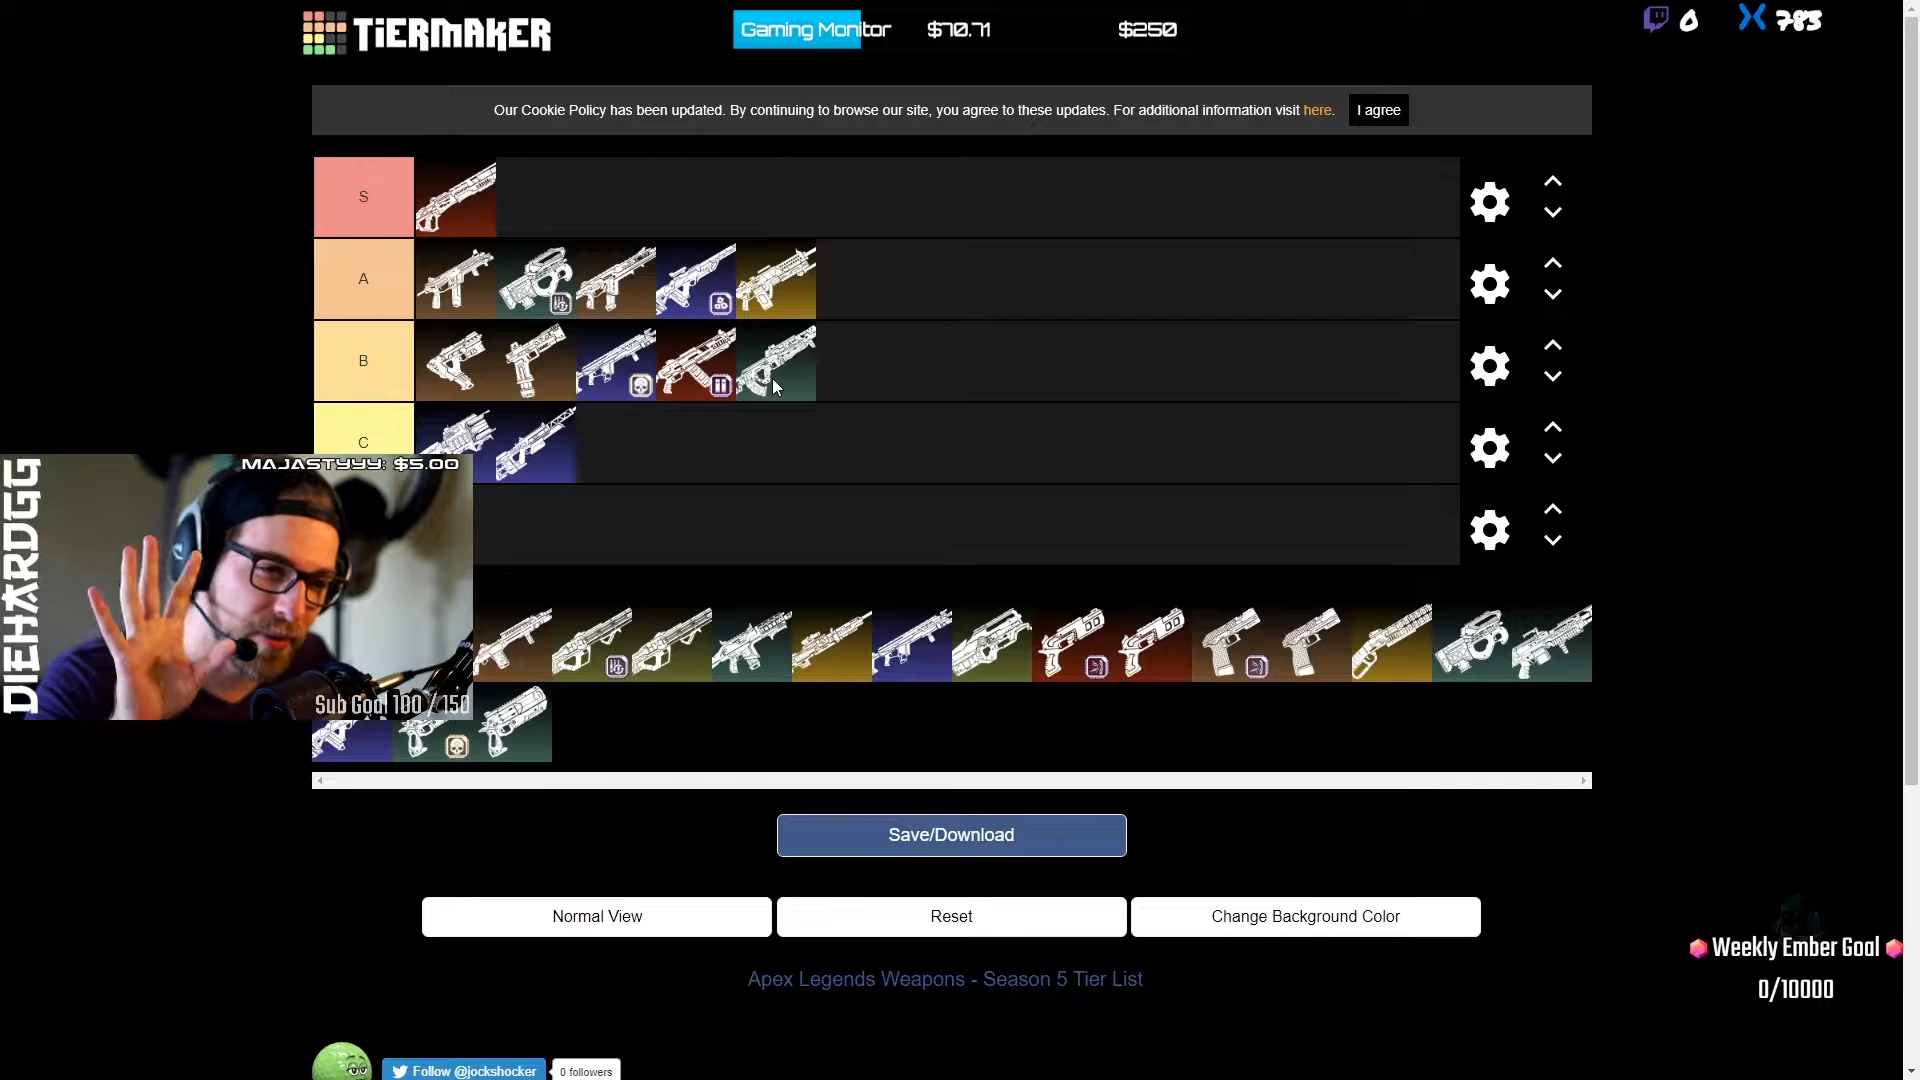 TiERMAKER
Gaming Monitor $70.71 $250
0 783
Our Cookie Policy has been updated. By continuing to browse our site, you agree to these updates. For additional information visit here. I agree
S
A
B
C
MAJASTYYY: $5.00
DIEHARDGG
Sub Goal 100 / 150
Save/Download
Normal View
Reset
Change Background Color
Apex Legends Weapons - Season 5 Tier List
Weekly Ember Goal
0/10000
Follow @jockshocker
0 followers